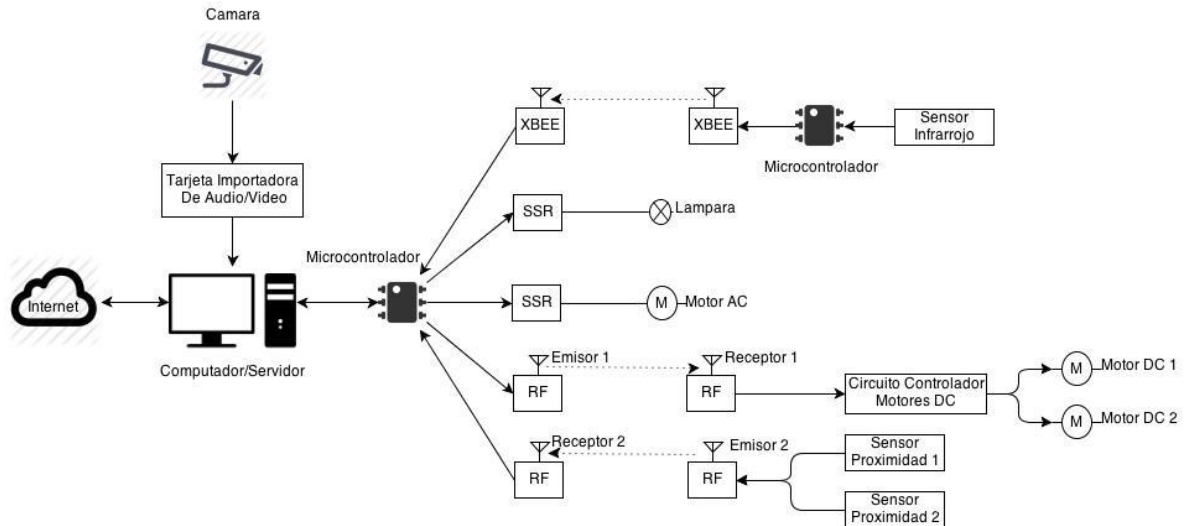 Camara
XBEE
XBEE
Sensor
Infrarrojo
Microcontrolador
Tarjeta Importadora
De Audio/Video
SSR
Lampara
Microcontrolador
Internet
SSR
M
Motor AC
Computador/Servidor
Emisor 1
Receptor 1
RF
RF
Circuito Controlador
Motores DC
M
Motor DC 1
M
Motor DC 2
Receptor 2
Emisor 2
RF
RF
Sensor
Proximidad 1
Sensor
Proximidad 2